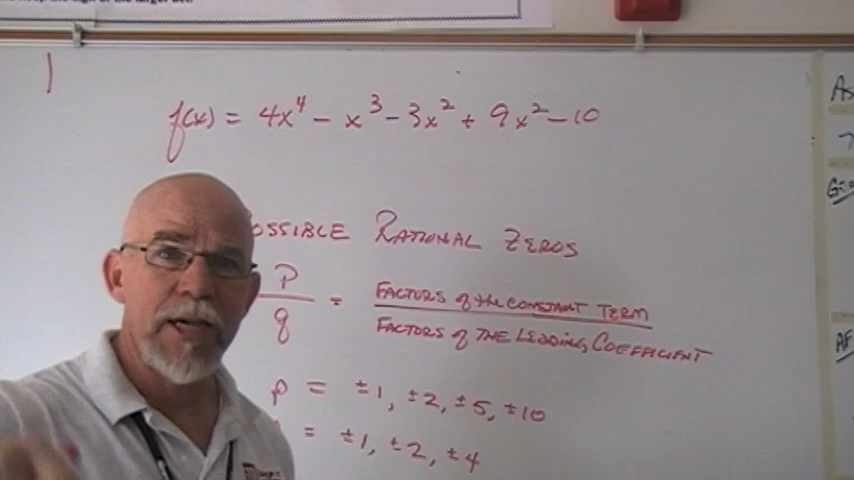 f(x) = 4x⁴ - x³ - 3x² + 9x² - 10
OSSIBLE RATIONAL ZEROS
P/q = FACTORS of the CONSTANT TERM / FACTORS of THE LEADING COEFFICIENT
p = ±1, ±2, ±5, ±10
= ±1, ±2, ±4